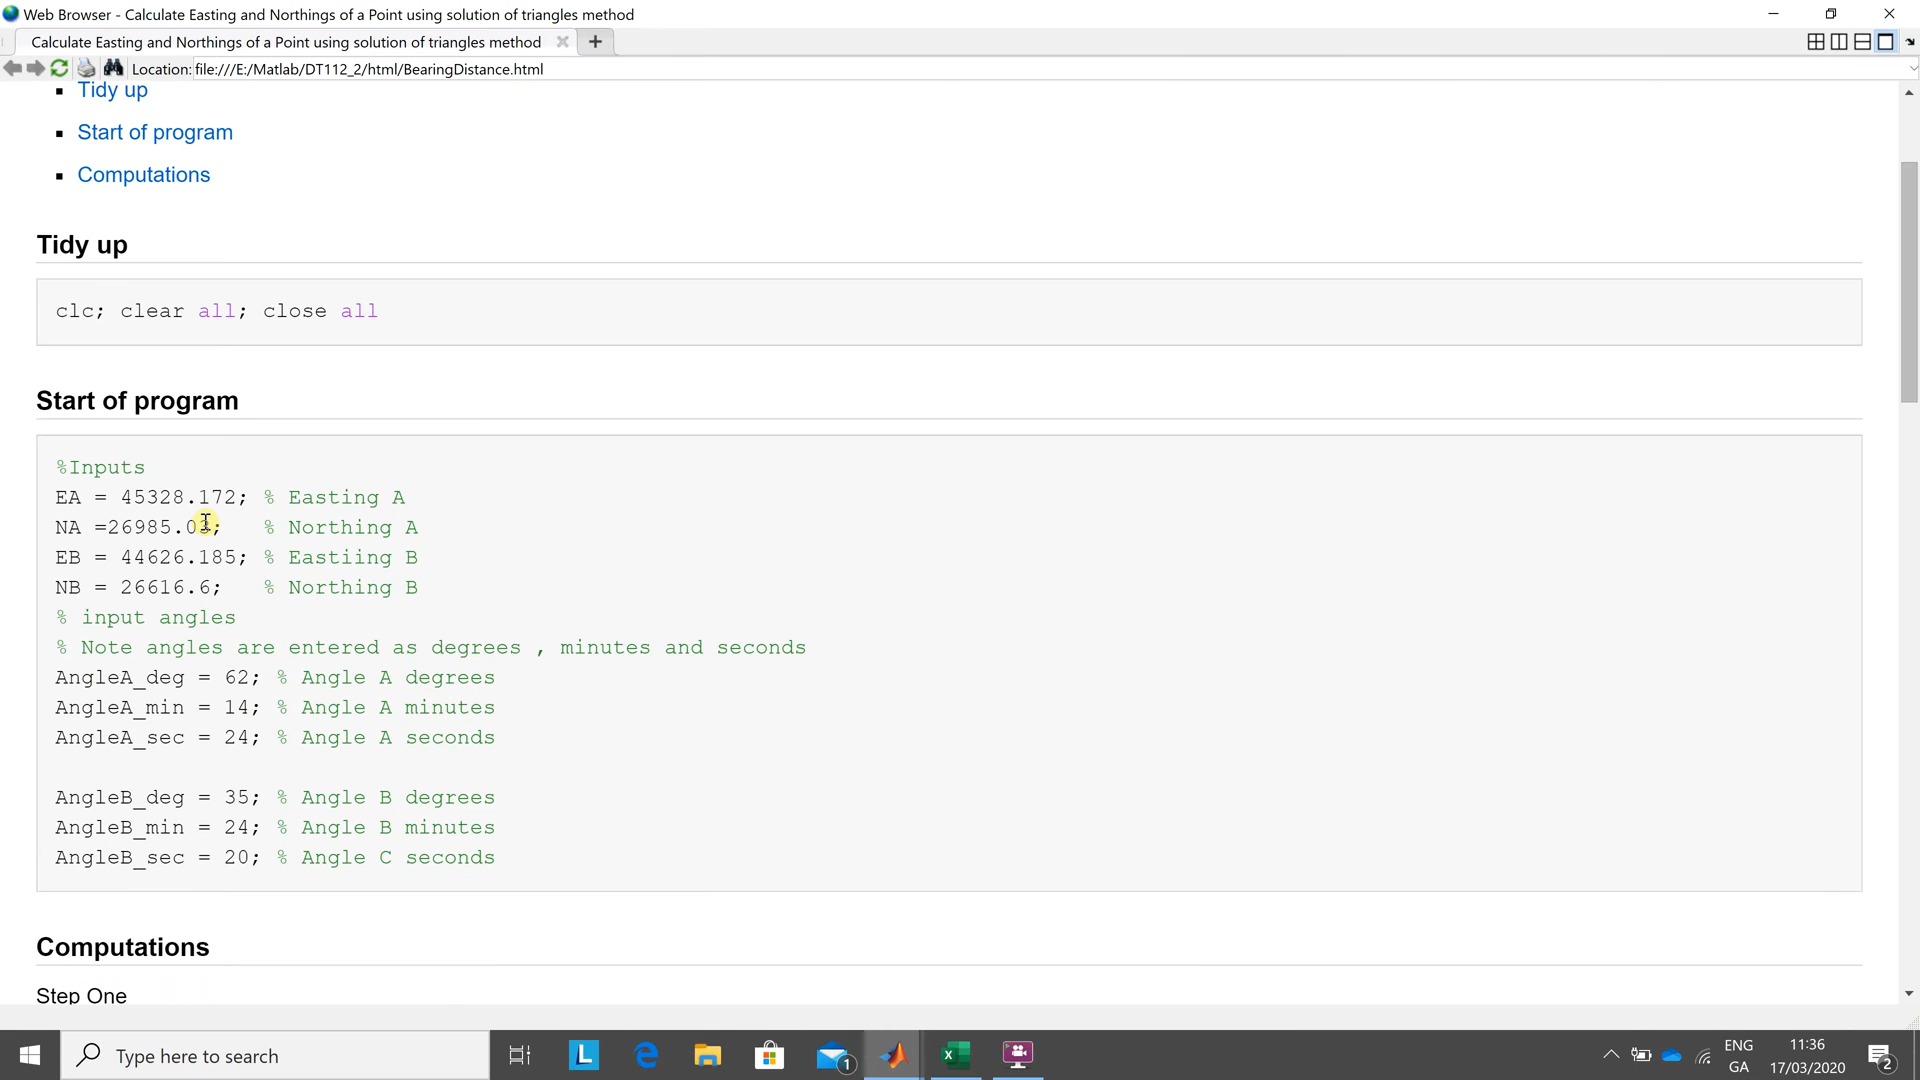 Web Browser - Calculate Easting and Northings of a Point using solution of triangles method
Calculate Easting and Northings of a Point using solution of triangles method
Location: file:///E:/Matlab/DT112_2/html/BearingDistance.html
Tidy up
Start of program
Computations
Tidy up
clc; clear all; close all
Start of program
%Inputs
EA = 45328.172; % Easting A
NA =26985.03; % Northing A
EB = 44626.185; % Eastiing B
NB = 26616.6; % Northing B
% input angles
% Note angles are entered as degrees , minutes and seconds
AngleA_deg = 62; % Angle A degrees
AngleA_min = 14; % Angle A minutes
AngleA_sec = 24; % Angle A seconds
AngleB_deg = 35; % Angle B degrees
AngleB_min = 24; % Angle B minutes
AngleB_sec = 20; % Angle C seconds
Computations
Step One
Type here to search
L
1
X
ENG
GA
11:36
17/03/2020
2